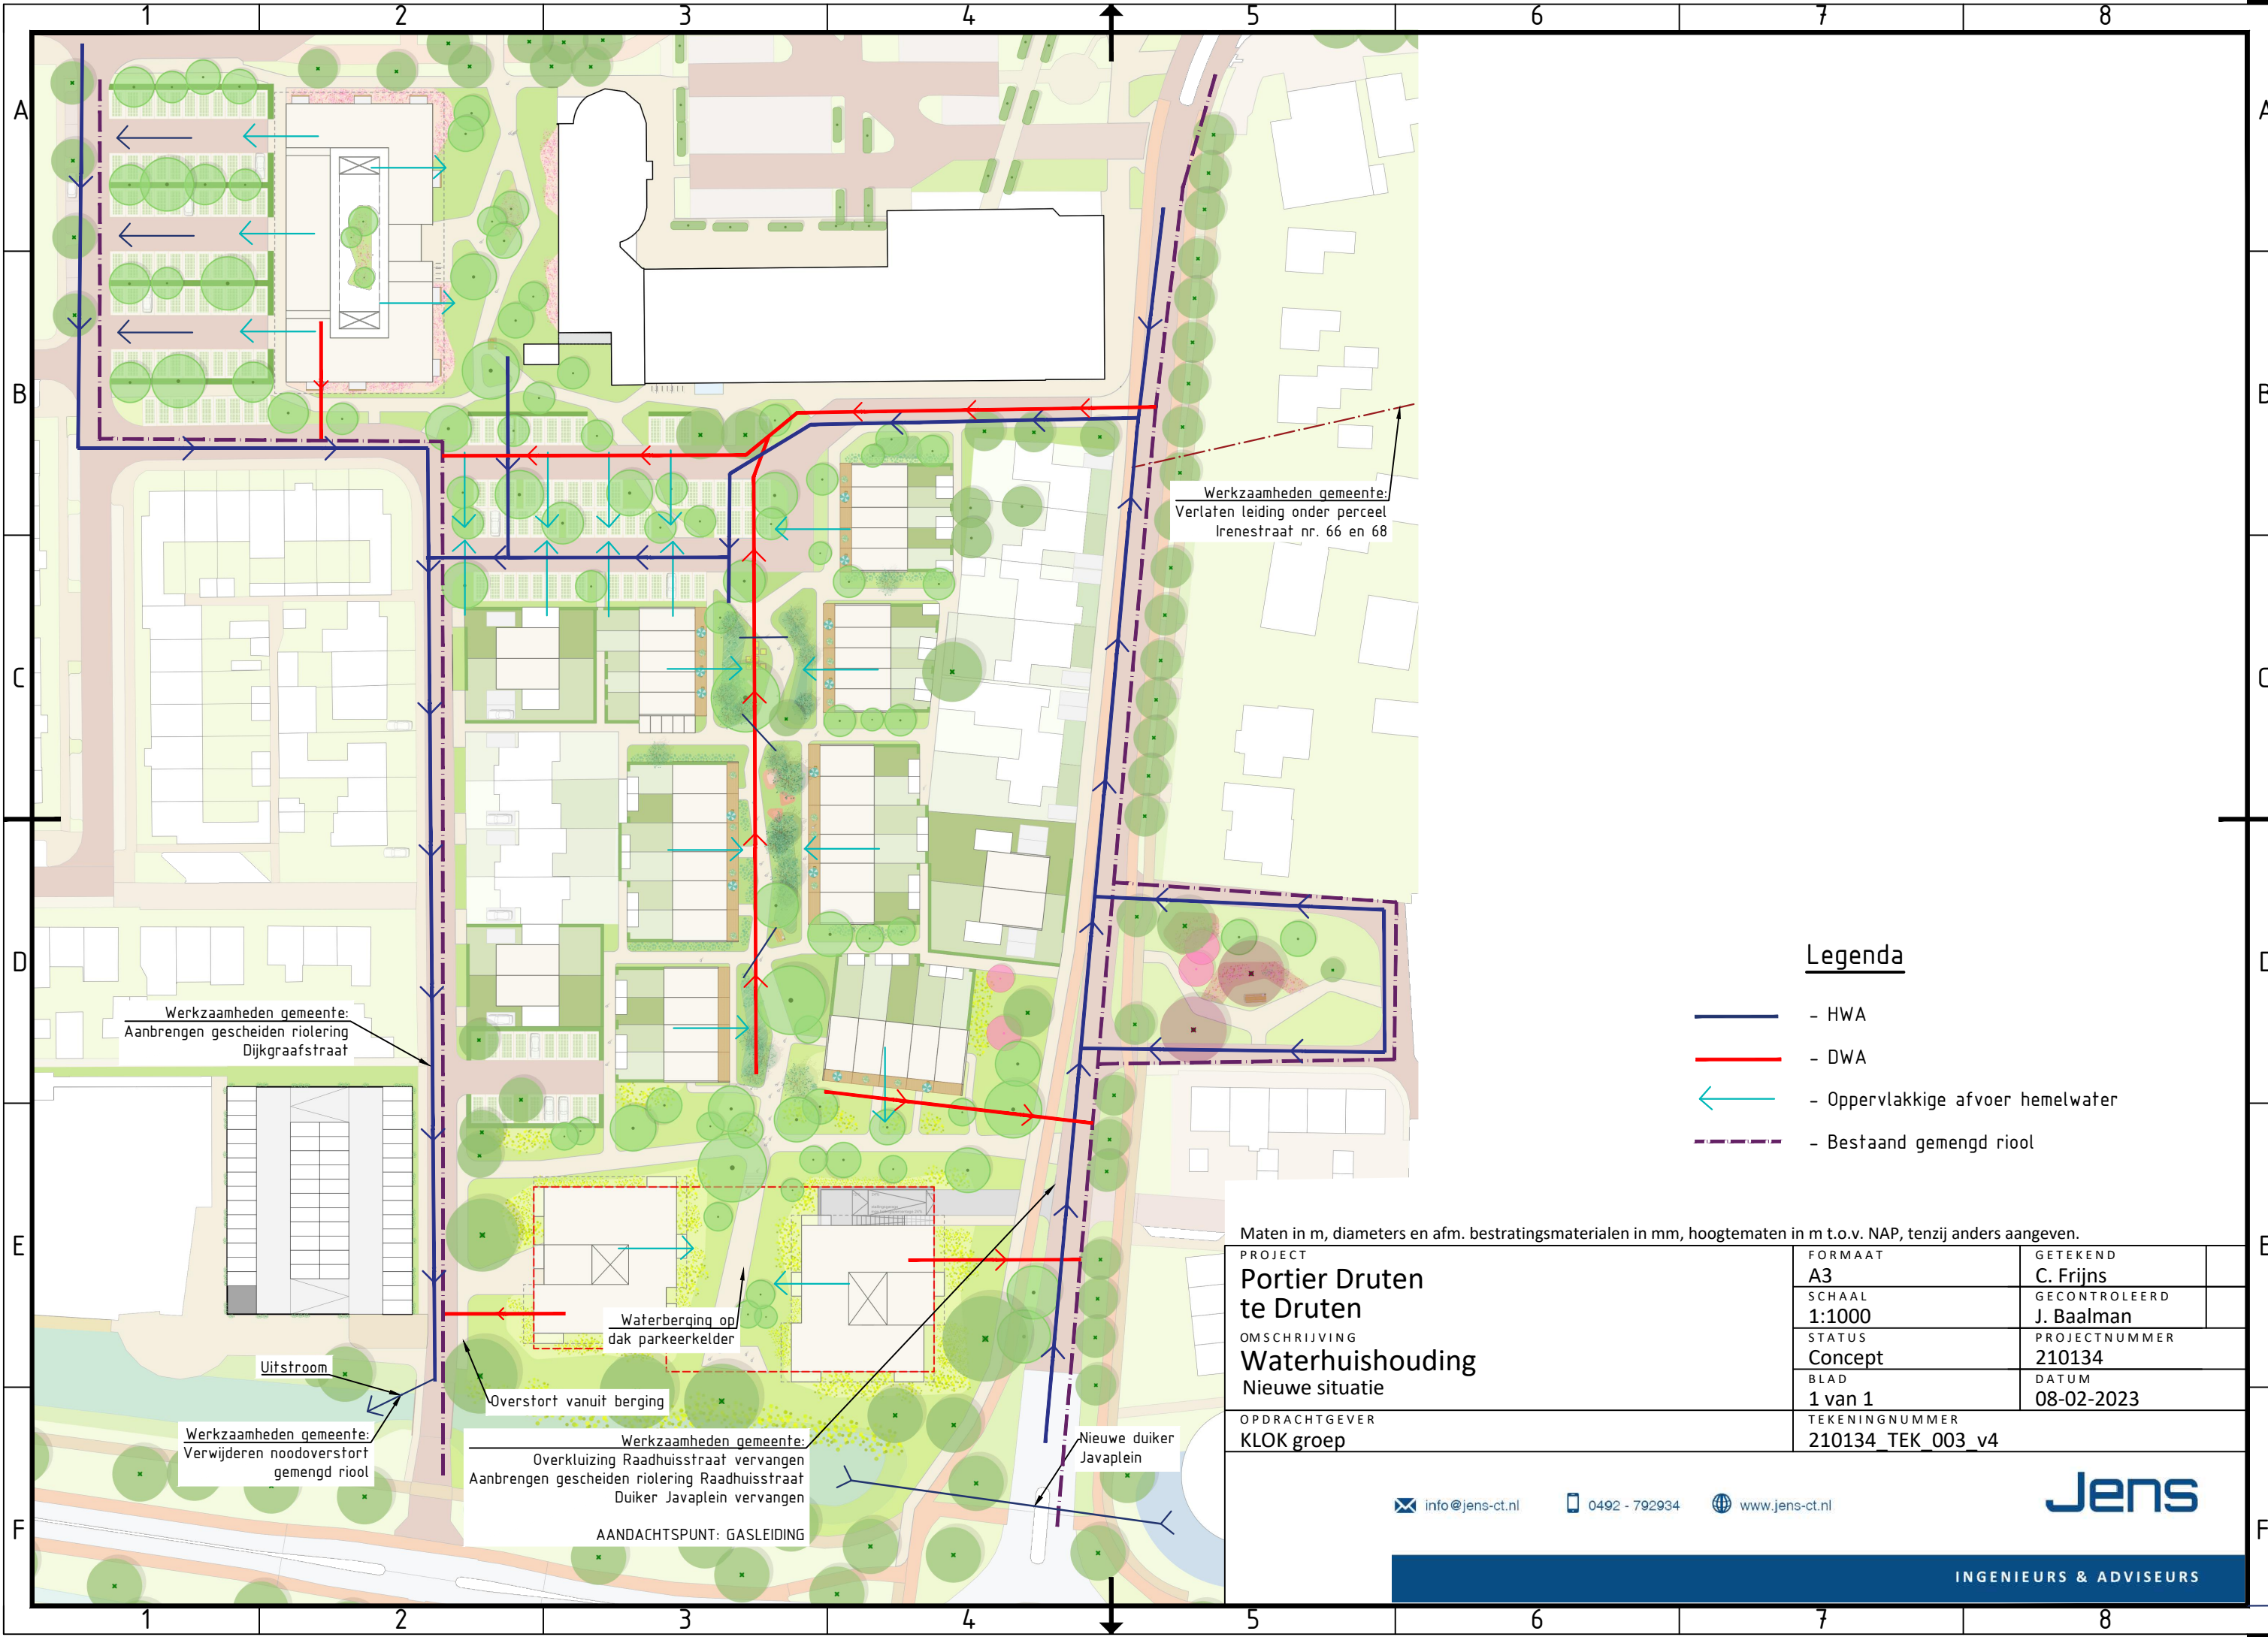 1 2 3 4 5 6 7 8
A A
B B
C C
D D
E E
F F
Werkzaamheden gemeente:
Verlaten leiding onder perceel
Irenestraat nr. 66 en 68
Werkzaamheden gemeente:
Aanbrengen gescheiden riolering
Dijkgraafstraat
Waterberging op
dak parkeerkelder
Uitstroom
Overstort vanuit berging
Werkzaamheden gemeente:
Verwijderen noodoverstort
gemengd riool
Werkzaamheden gemeente:
Overkluizing Raadhuisstraat vervangen
Aanbrengen gescheiden riolering Raadhuisstraat
Duiker Javaplein vervangen
AANDACHTSPUNT: GASLEIDING
Nieuwe duiker
Javaplein
Legenda
- HWA
- DWA
- Oppervlakkige afvoer hemelwater
- Bestaand gemengd riool
Maten in m, diameters en afm. bestratingsmaterialen in mm, hoogtematen in m t.o.v. NAP, tenzij anders aangeven.
PROJECT
Portier Druten
te Druten
OMSCHRIJVING
Waterhuishouding
Nieuwe situatie
OPDRACHTGEVER
KLOK groep
FORMAAT
A3
GETEKEND
C. Frijns
SCHAAL
1:1000
GECONTROLEERD
J. Baalman
STATUS
Concept
PROJECTNUMMER
210134
BLAD
1 van 1
DATUM
08-02-2023
TEKENINGNUMMER
210134_TEK_003_v4
info@jens-ct.nl 0492 - 792934 www.jens-ct.nl
Jens
INGENIEURS & ADVISEURS
1 2 3 4 5 6 7 8